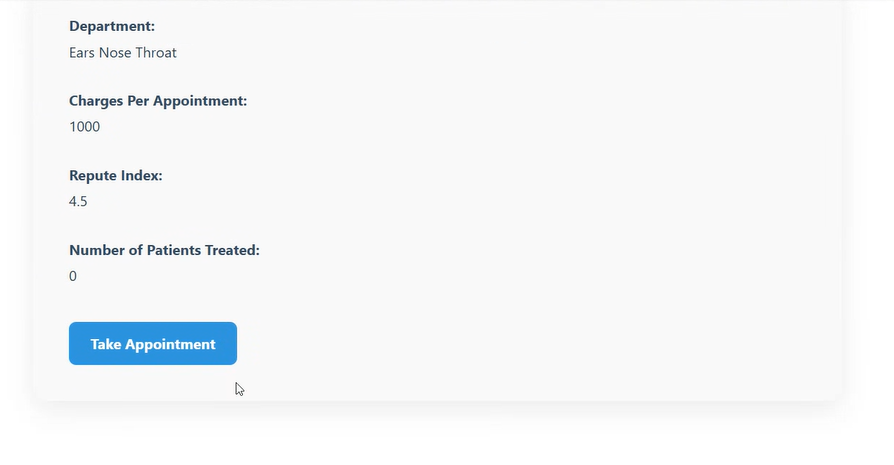 Department:
Ears Nose Throat
Charges Per Appointment:
1000
Repute Index:
4.5
Number of Patients Treated:
0
Take Appointment